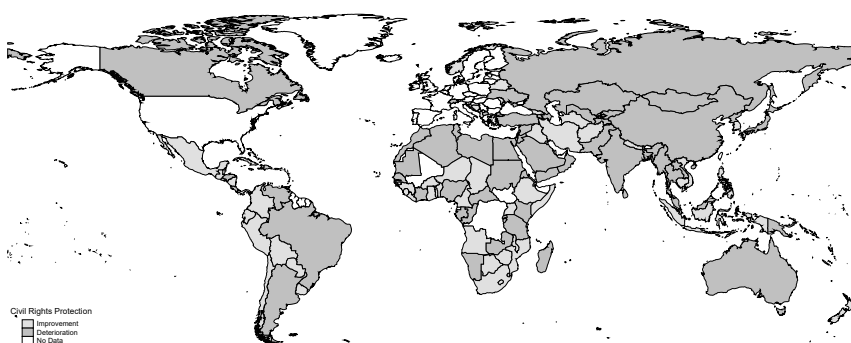 Civil Rights Protection
Improvement
Deterioration
No Data